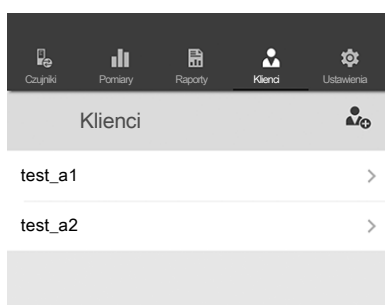 Czujniki Pomiary Raporty Klienci Ustawienia
Klienci
test_a1
test_a2